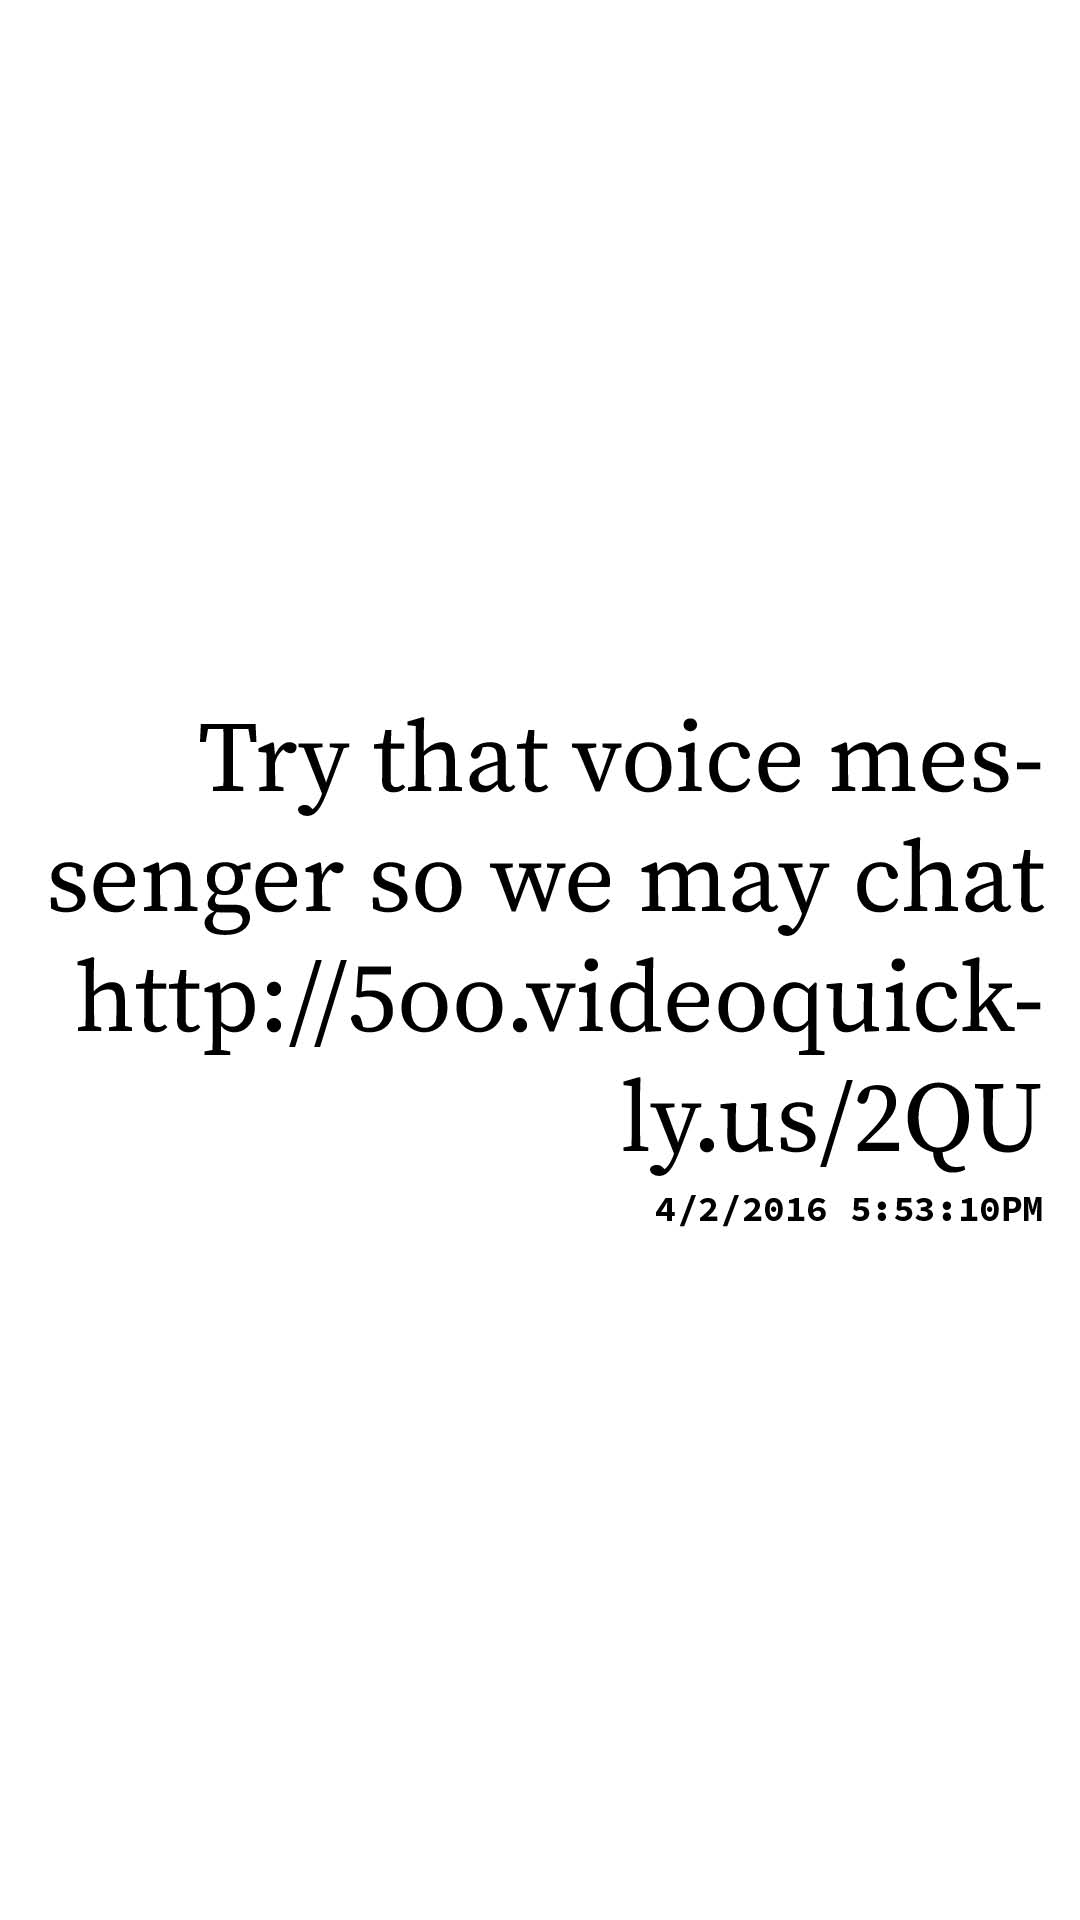 Try that voice mes-
senger so we may chat
http://5oo.videoquick-
ly.us/2QU
4/2/2016 5:53:10PM